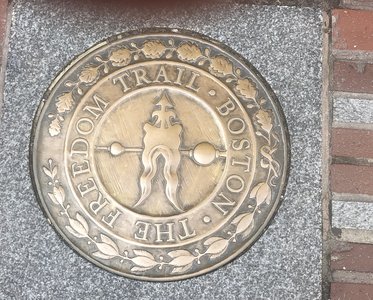 THE FREEDOM TRAIL · BOSTON ·